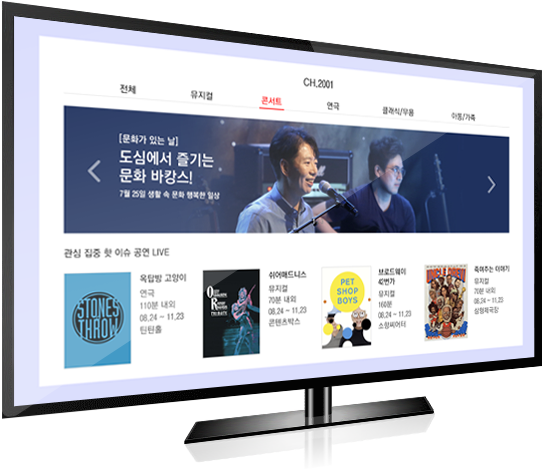 CH.2001
전체 뮤지컬 콘서트 연극 클래식/무용 아동/가족
[문화가 있는 날]
도심에서 즐기는
문화 바캉스!
7월 25일 생활 속 문화 행복한 일상
관심 집중 핫 이슈 공연 LIVE
STONES
THROW
옥탑방 고양이
연극
110분 내외
08.24 ~ 11.23
틴틴홀
TRIBUTE
쉬어매드니스
뮤지컬
70분 내외
08.24 ~ 11.23
콘텐츠박스
PET
SHOP
BOYS
브로드웨이
42번가
뮤지컬
160분
08.24 ~ 11.23
소향씨어터
죽여주는 이야기
뮤지컬
70분 내외
08.24 ~ 11.23
삼형제극장